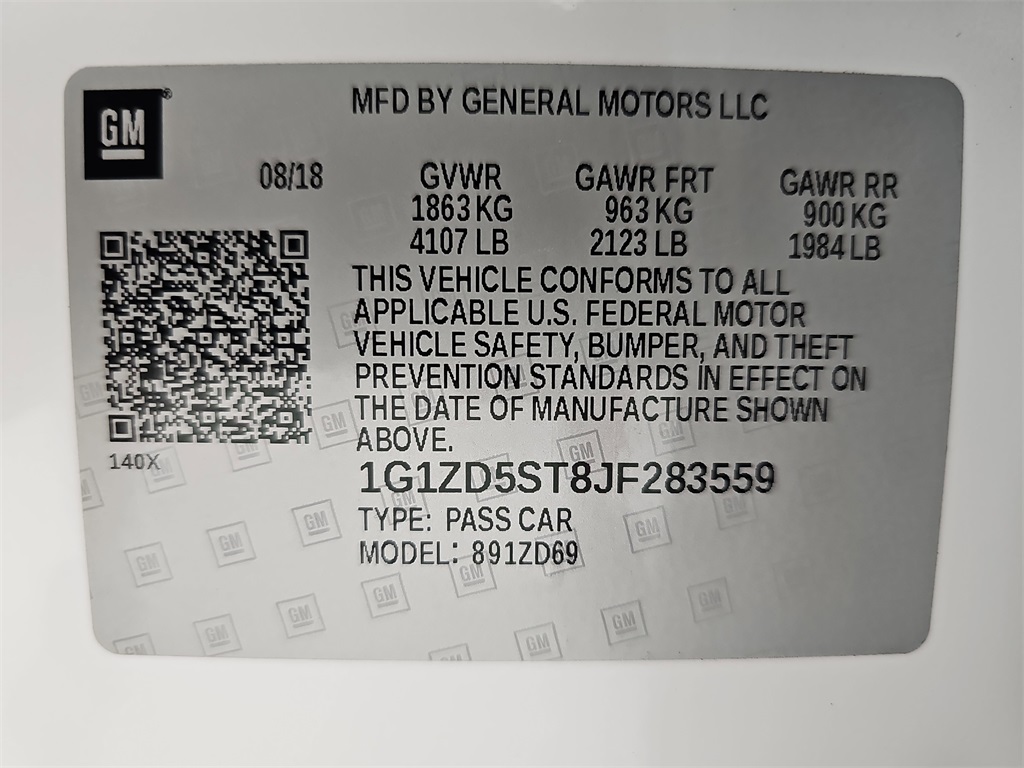 GM
MFD BY GENERAL MOTORS LLC
08/18 GVWR GAWR FRT GAWR RR
1863 KG 963 KG 900 KG
4107 LB 2123 LB 1984 LB
THIS VEHICLE CONFORMS TO ALL
APPLICABLE U.S. FEDERAL MOTOR
VEHICLE SAFETY, BUMPER, AND THEFT
PREVENTION STANDARDS IN EFFECT ON
THE DATE OF MANUFACTURE SHOWN
ABOVE.
140X
1G1ZD5ST8JF283559
TYPE: PASS CAR
MODEL: 891ZD69